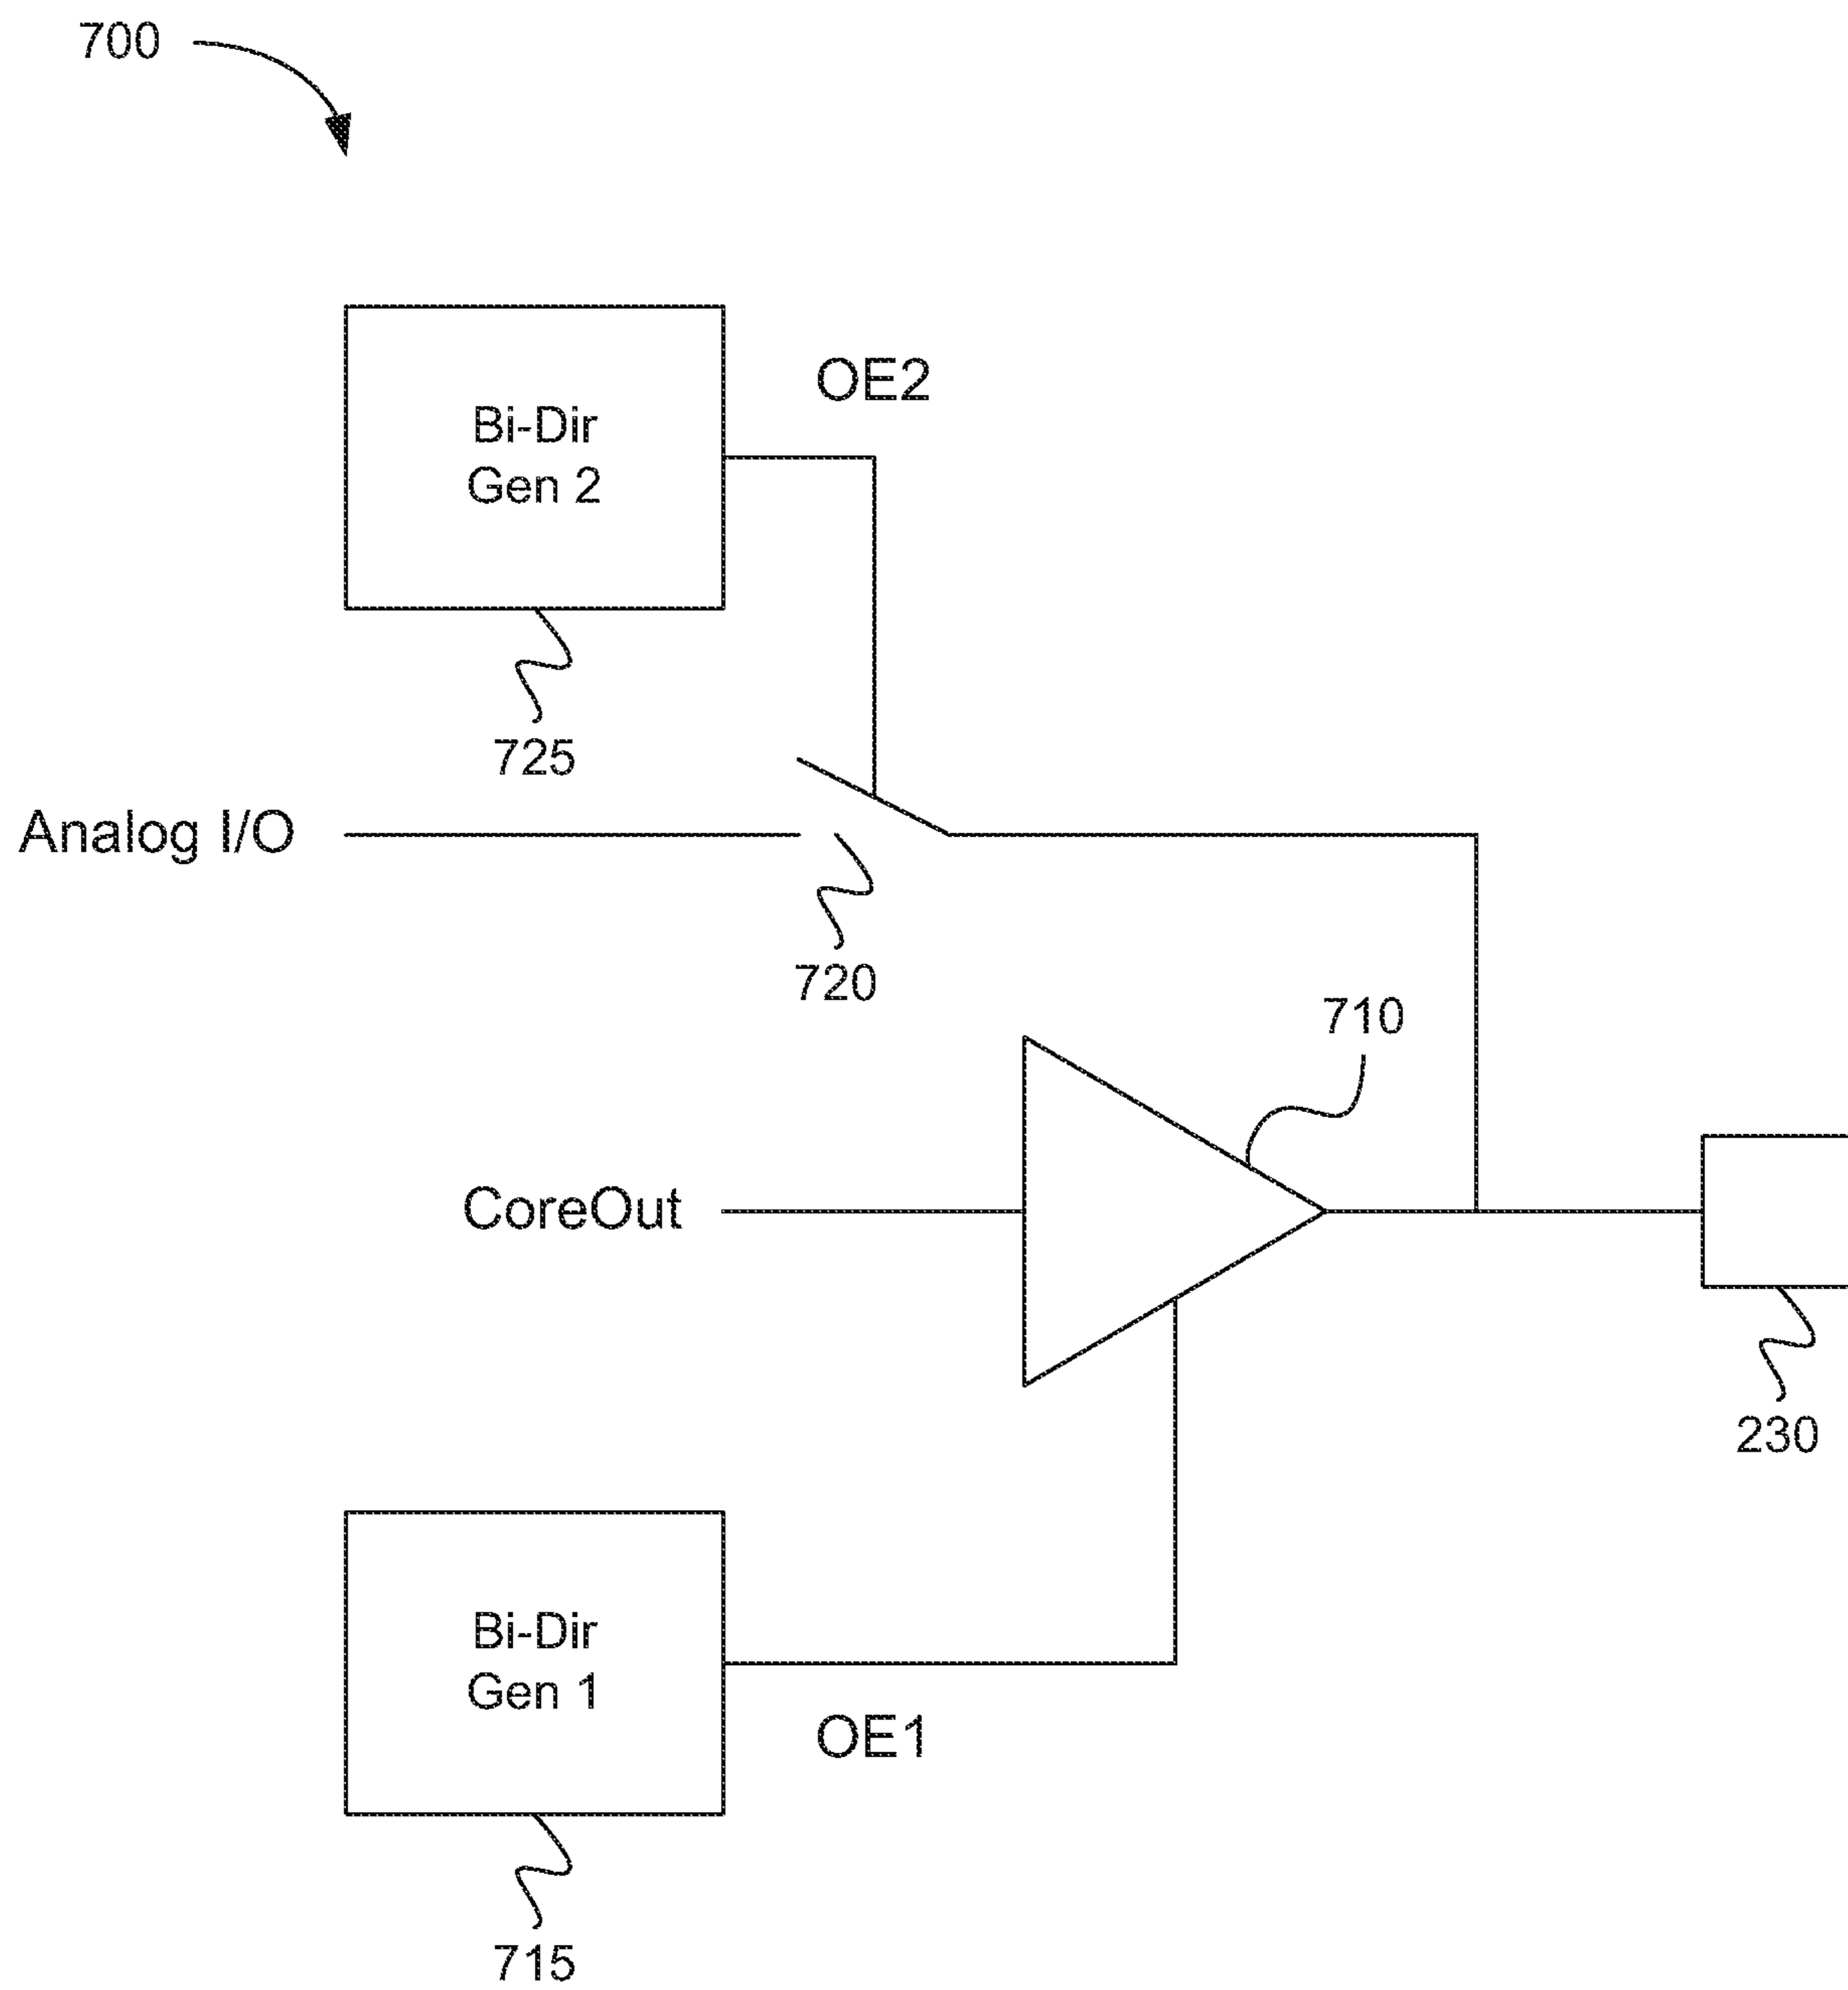 700
OE2
Bi-Dir
Gen 2
725
Analog I/O
720
710
CoreOut
230
Bi-Dir
Gen 1
OE1
715